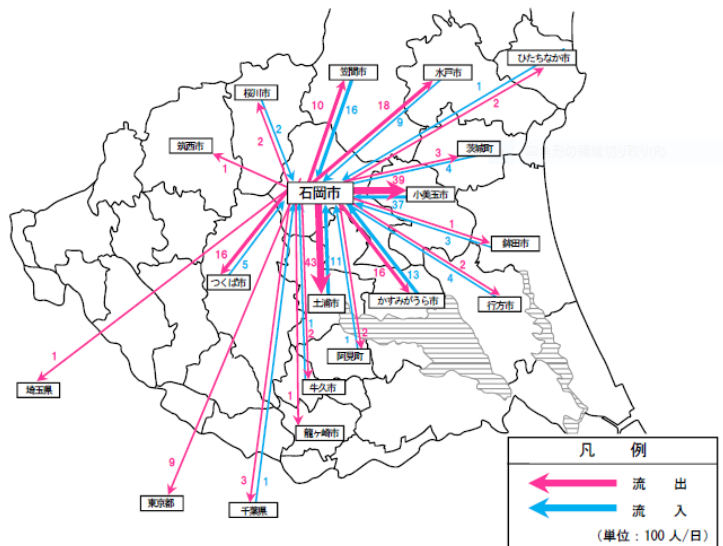 ひたちなか市
笠間市
水戸市
桜川市
1
10
16
18
2
9
2
筑西市
2
茨城町
1
3
4
石岡市
39
小美玉市
37
1
鉾田市
3
16
5
43
11
16
13
2
4
つくば市
土浦市
かすみがうら市
行方市
1
2
1
2
阿見町
1
埼玉県
牛久市
1
龍ヶ崎市
9
3
1
東京都
千葉県
凡 例
流 出
流 入
(単位:100 人/日)